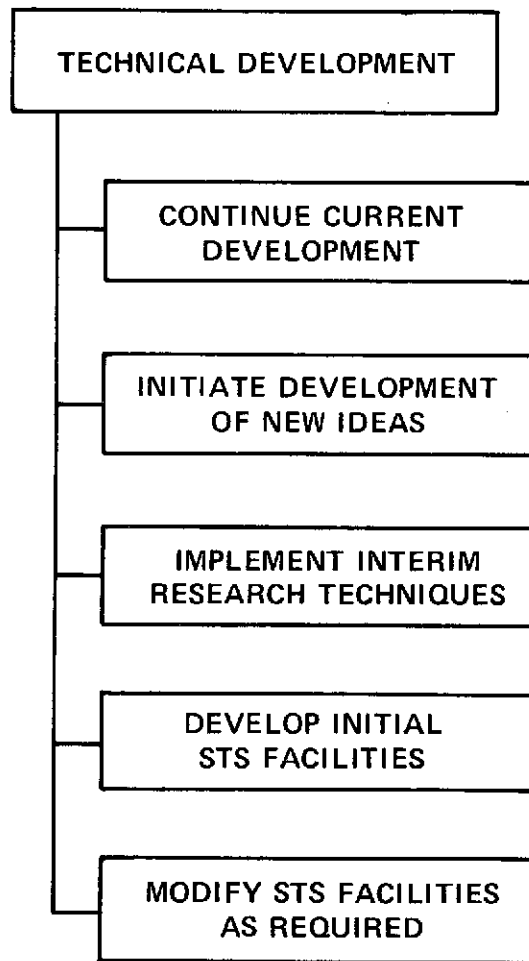 TECHNICAL DEVELOPMENT
CONTINUE CURRENT
DEVELOPMENT
INITIATE DEVELOPMENT
OF NEW IDEAS
IMPLEMENT INTERIM
RESEARCH TECHNIQUES
DEVELOP INITIAL
STS FACILITIES
MODIFY STS FACILITIES
AS REQUIRED